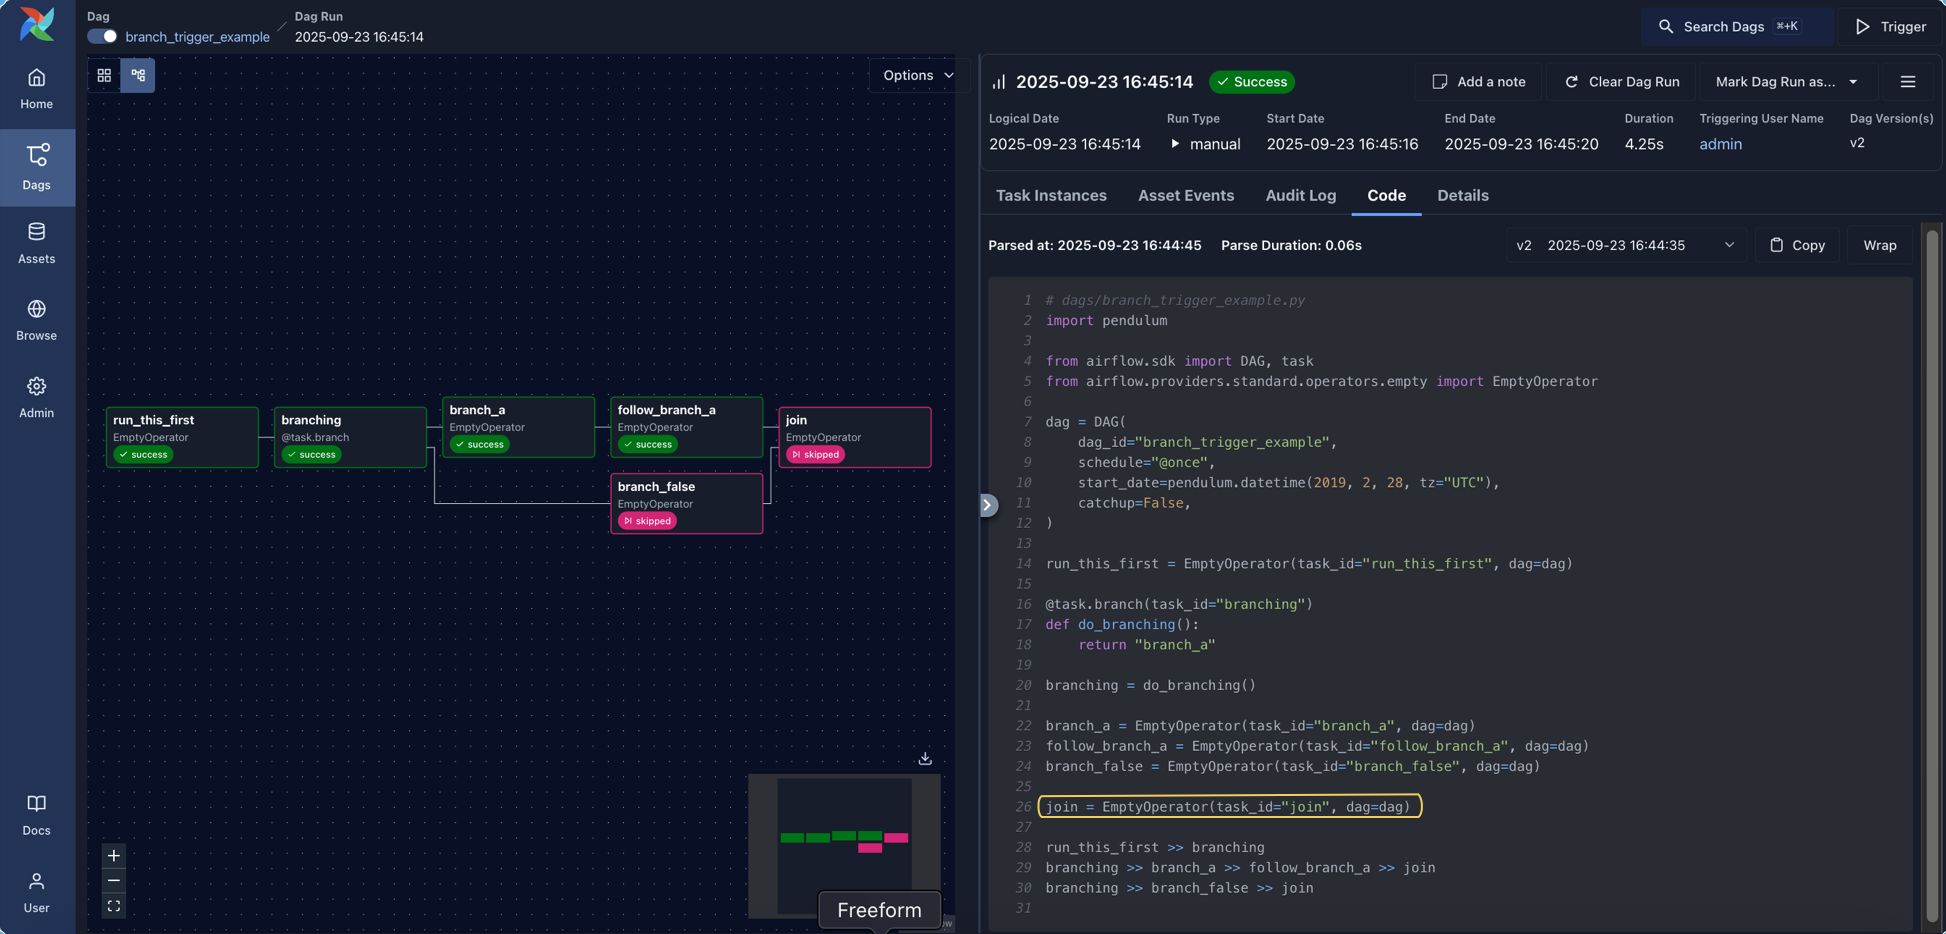 Dag
branch_trigger_example
/
Dag Run
2025-09-23 16:45:14
Search Dags ⌘+K
Trigger
Home
Dags
Assets
Browse
Admin
Docs
User
Options
run_this_first
EmptyOperator
success
branching
@task.branch
success
branch_a
EmptyOperator
success
follow_branch_a
EmptyOperator
success
join
EmptyOperator
skipped
branch_false
EmptyOperator
skipped
Freeform
2025-09-23 16:45:14
Success
Add a note
Clear Dag Run
Mark Dag Run as...
Logical Date
2025-09-23 16:45:14
Run Type
manual
Start Date
2025-09-23 16:45:16
End Date
2025-09-23 16:45:20
Duration
4.25s
Triggering User Name
admin
Dag Version(s)
v2
Task Instances
Asset Events
Audit Log
Code
Details
Parsed at: 2025-09-23 16:44:45
Parse Duration: 0.06s
v2 2025-09-23 16:44:35
Copy
Wrap
1 # dags/branch_trigger_example.py
2 import pendulum
3
4 from airflow.sdk import DAG, task
5 from airflow.providers.standard.operators.empty import EmptyOperator
6
7 dag = DAG(
8     dag_id="branch_trigger_example",
9     schedule="@once",
10     start_date=pendulum.datetime(2019, 2, 28, tz="UTC"),
11     catchup=False,
12 )
13
14 run_this_first = EmptyOperator(task_id="run_this_first", dag=dag)
15
16 @task.branch(task_id="branching")
17 def do_branching():
18     return "branch_a"
19
20 branching = do_branching()
21
22 branch_a = EmptyOperator(task_id="branch_a", dag=dag)
23 follow_branch_a = EmptyOperator(task_id="follow_branch_a", dag=dag)
24 branch_false = EmptyOperator(task_id="branch_false", dag=dag)
25
26 join = EmptyOperator(task_id="join", dag=dag)
27
28 run_this_first >> branching
29 branching >> branch_a >> follow_branch_a >> join
30 branching >> branch_false >> join
31